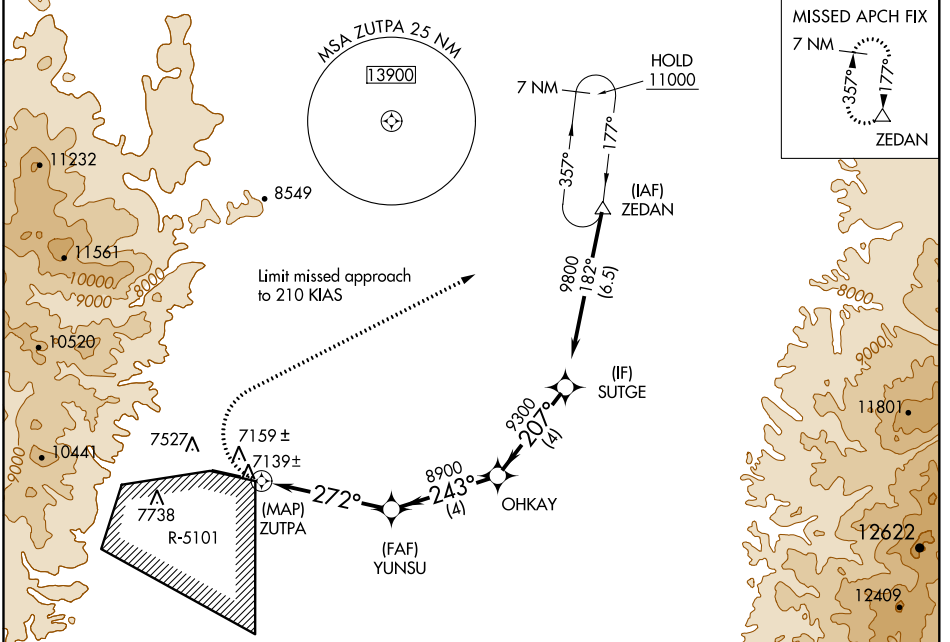 MSA ZUTPA 25 NM
13900
MISSED APCH FIX
7 NM
357°
177°
ZEDAN
HOLD
11000
7 NM
357°
177°
(IAF)
ZEDAN
11232
8549
11561
10000
8000
9000
Limit missed approach
to 210 KIAS
9800
182°
(6.5)
8000
9000
10520
(IF)
SUTGE
9300
207°
(4)
11801
7527
7159 ±
7139 ±
10441
9000
8900
243°
(4)
OHKAY
272°
(MAP)
ZUTPA
7738
R-5101
(FAF)
YUNSU
12622
12409